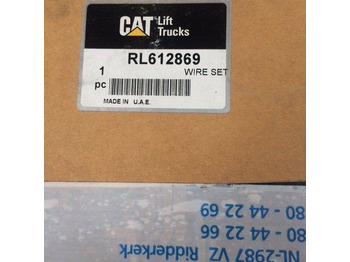 CAT Lift
Trucks
RL612869
1 WIRE SET
pc
MADE IN U.A.E.
80 - 44 22 69
80 - 44 22 66
NL-2987 VZ
Ridderkerk